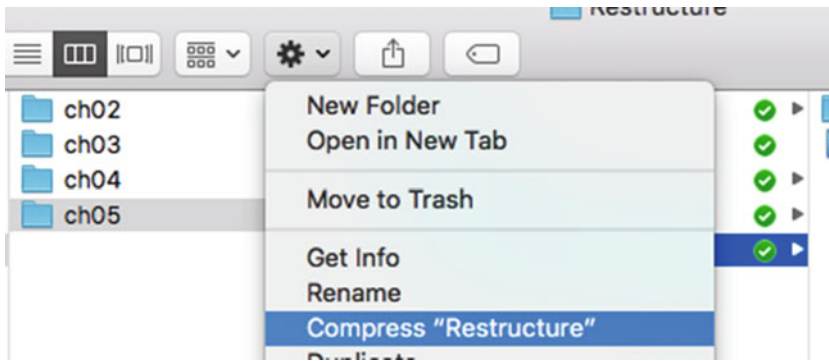 Restructure
ch02
ch03
ch04
ch05
New Folder
Open in New Tab
Move to Trash
Get Info
Rename
Compress “Restructure”
Duplicate